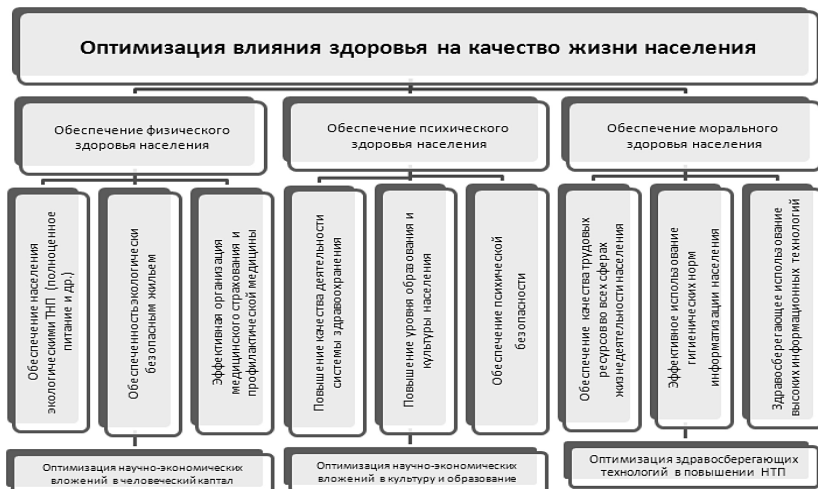 Оптимизация влияния здоровья на качество жизни населения
Обеспечение физического
здоровья населения
Обеспечение психического
здоровья населения
Обеспечение морального
здоровья населения
Обеспечение населения
экологическими ТНП (полноценное
питание и др.)
Обеспеченность экологически
безопасным жильем
Эффективная организация
медицинского страхования и
профилактической медицины
Повышение качества деятельности
системы здравоохранения
Повышение уровня образования и
культуры населения
Обеспечение психической
безопасности
Обеспечение качества трудовых
ресурсов во всех сферах
жизнедеятельности населения
Эффективное использование
гигиенических норм
информатизации населения
Здравосберегающее использование
высоких информационных технологий
Оптимизация научно-экономических
вложений в человеческий каптал
Оптимизация научно-экономических
вложений в культуру и образование
Оптимизация здравосберегающих
технологий в повышении НТП